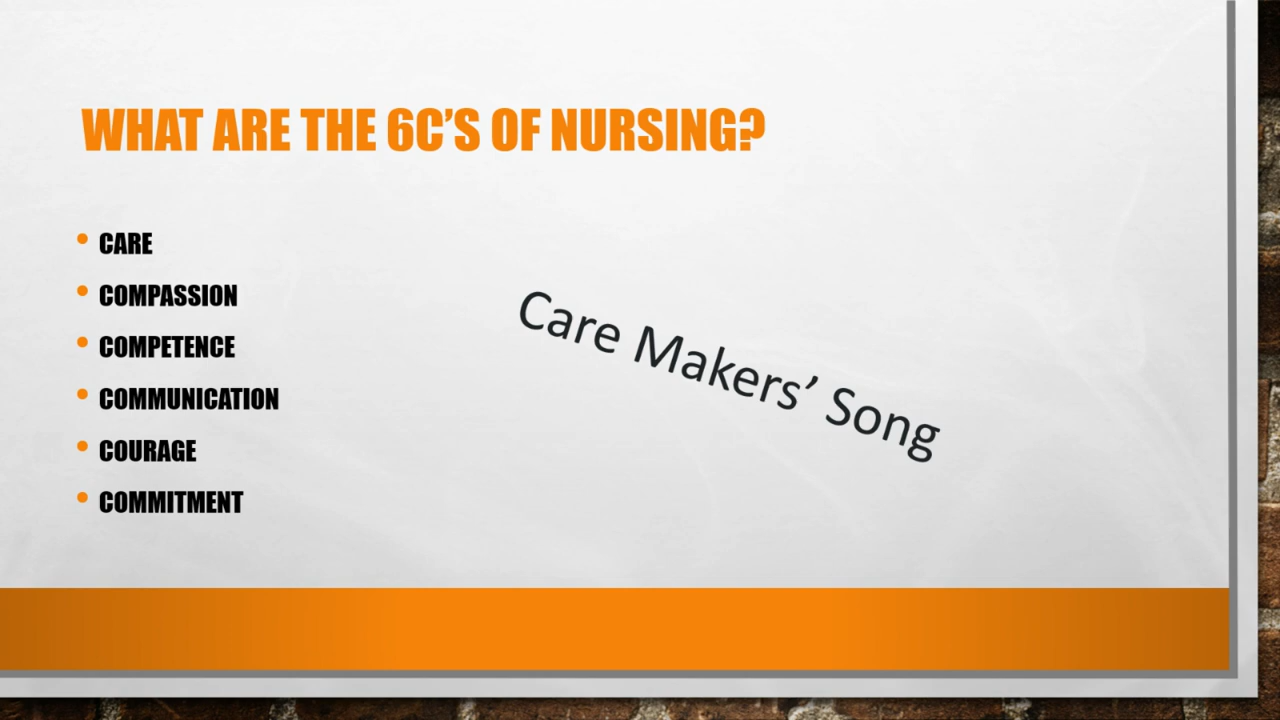 WHAT ARE THE 6C’S OF NURSING?
• CARE
• COMPASSION
• COMPETENCE
• COMMUNICATION
• COURAGE
• COMMITMENT
Care Makers’ Song